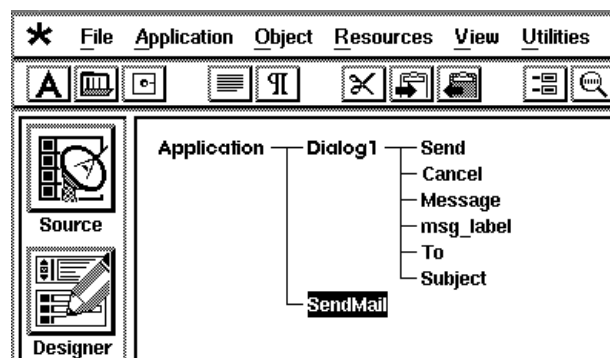 File Application Object Resources View Utilities
A ¶
Source
Designer
Application Dialog1 Send
Cancel
Message
msg_label
To
Subject
SendMail